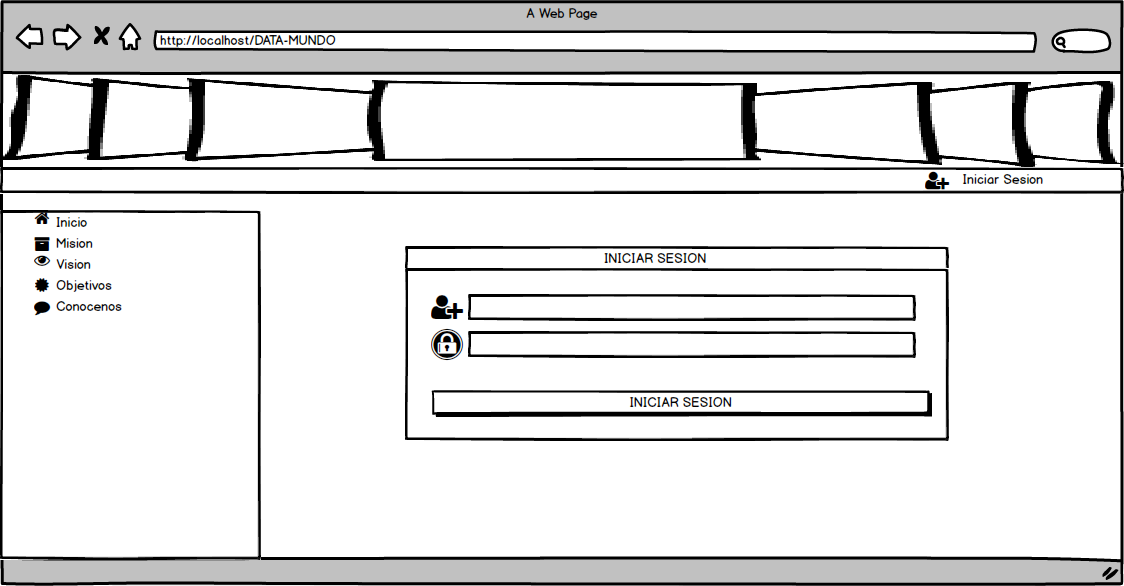 A Web Page
http://localhost/DATA-MUNDO
Iniciar Sesion
Inicio
Mision
Vision
Objetivos
Conocenos
INICIAR SESION
INICIAR SESION